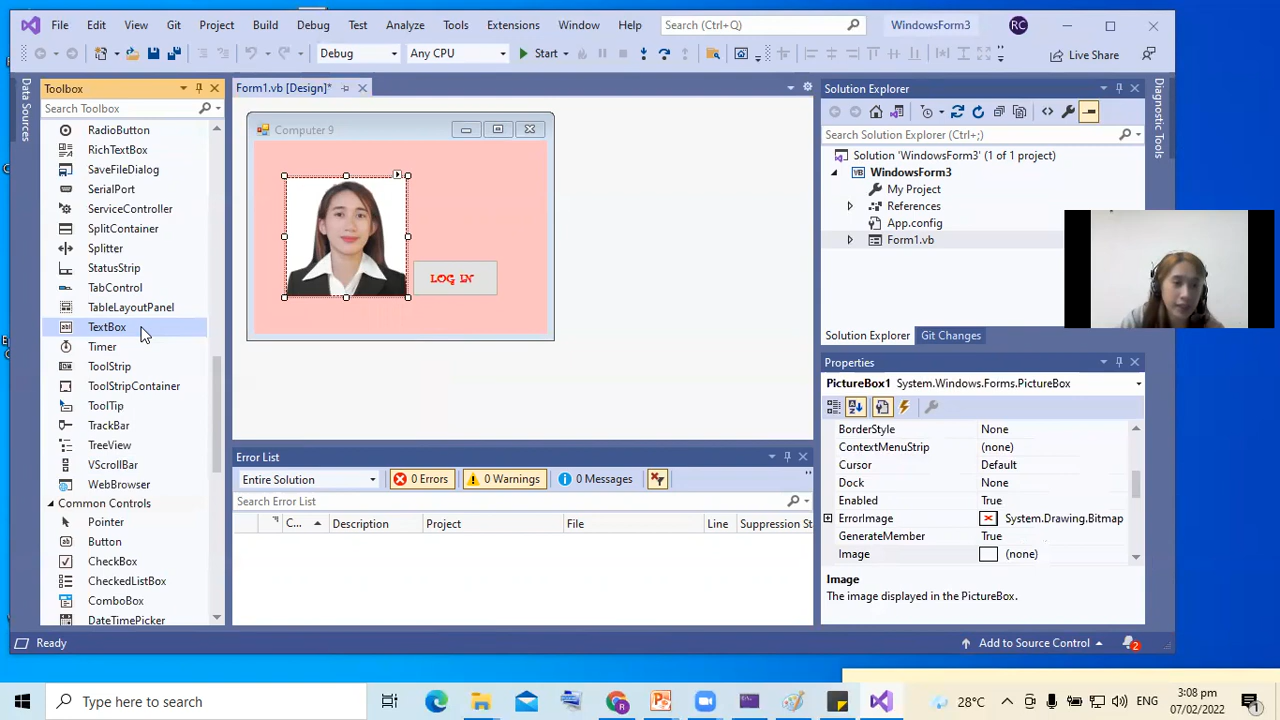 File Edit View Git Project Build Debug Test Analyze Tools Extensions Window Help Search (Ctrl+Q) WindowsForm3 RC
Debug Any CPU Start Live Share
Data Sources
Toolbox
Search Toolbox
RadioButton
RichTextBox
SaveFileDialog
SerialPort
ServiceController
SplitContainer
Splitter
StatusStrip
TabControl
TableLayoutPanel
TextBox
Timer
ToolStrip
ToolStripContainer
ToolTip
TrackBar
TreeView
VScrollBar
WebBrowser
Common Controls
Pointer
Button
CheckBox
CheckedListBox
ComboBox
DateTimePicker
Form1.vb [Design]*
Computer 9
LOG IN
Error List
Entire Solution 0 Errors 0 Warnings 0 Messages
Search Error List
C... Description Project File Line Suppression St
Solution Explorer
Search Solution Explorer (Ctrl+;)
Solution 'WindowsForm3' (1 of 1 project)
VB WindowsForm3
My Project
References
App.config
Form1.vb
Solution Explorer Git Changes
Diagnostic Tools
Properties
PictureBox1 System.Windows.Forms.PictureBox
BorderStyle None
ContextMenuStrip (none)
Cursor Default
Dock None
Enabled True
ErrorImage System.Drawing.Bitmap
GenerateMember True
Image (none)
Image
The image displayed in the PictureBox.
Ready Add to Source Control 2
Type here to search 28°C ENG 3:08 pm
07/02/2022 1